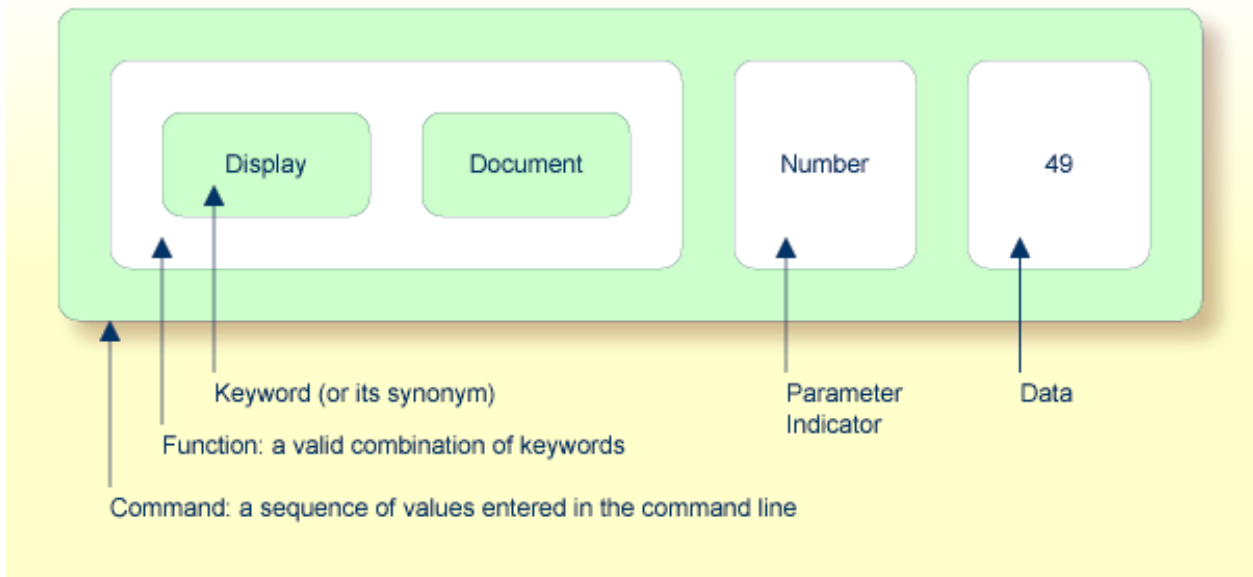 Display Document Number 49
Keyword (or its synonym)
Parameter
Indicator
Data
Function: a valid combination of keywords
Command: a sequence of values entered in the command line